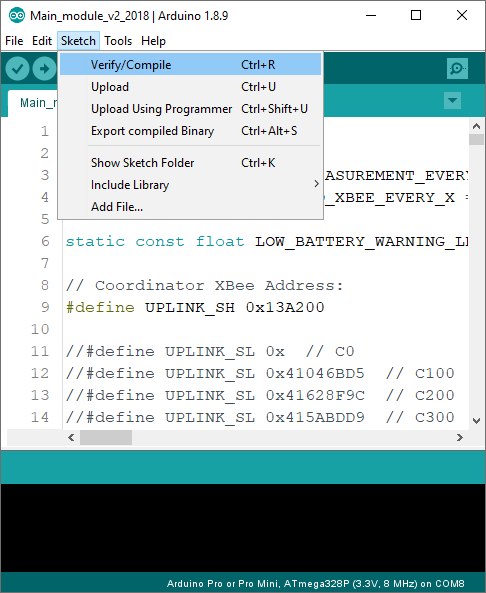 Main_module_v2_2018 | Arduino 1.8.9
File Edit Sketch Tools Help
Verify/Compile Ctrl+R
Upload Ctrl+U
Upload Using Programmer Ctrl+Shift+U
Export compiled Binary Ctrl+Alt+S
Show Sketch Folder Ctrl+K
Include Library
Add File...
Main_
1
2
3 ASUREMENT_EVERY
4 _XBEE_EVERY_X =
5
6 static const float LOW_BATTERY_WARNING_
7
8 // Coordinator XBee Address:
9 #define UPLINK_SH 0x13A200
10
11 //#define UPLINK_SL 0x // C0
12 //#define UPLINK_SL 0x41046BD5 // C100
13 //#define UPLINK_SL 0x41628F9C // C200
14 //#define UPLINK_SL 0x415ABDD9 // C300
Arduino Pro or Pro Mini, ATmega328P (3.3V, 8 MHz) on COM8